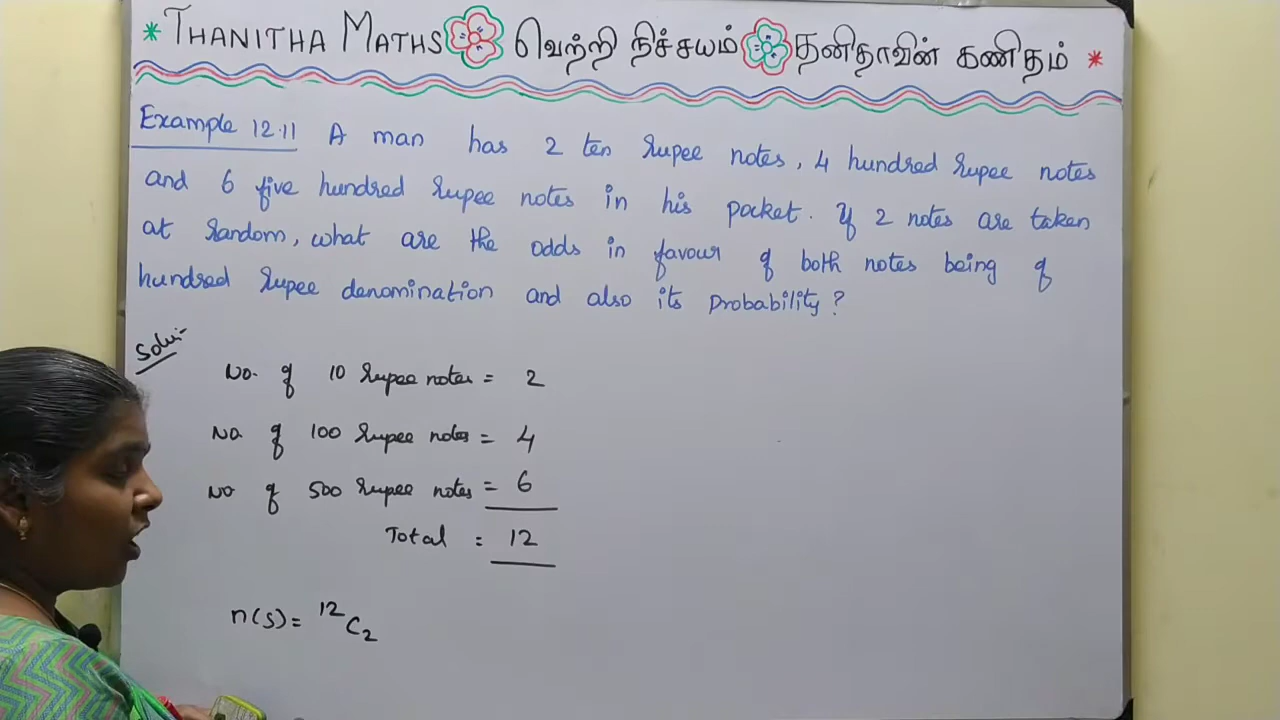 * THANITHA MATHS வெற்றி நிச்சயம் தனிதாவின் கணிதம் *
Example 12.11 A man has 2 ten rupee notes, 4 hundred rupee notes
and 6 five hundred rupee notes in his pocket. If 2 notes are taken
at random, what are the odds in favour of both notes being of
hundred rupee denomination and also its probability?
Solu:-
No. of 10 rupee notes = 2
No. of 100 rupee notes = 4
No of 500 rupee notes = 6
Total = 12
n(S) = ¹²C₂